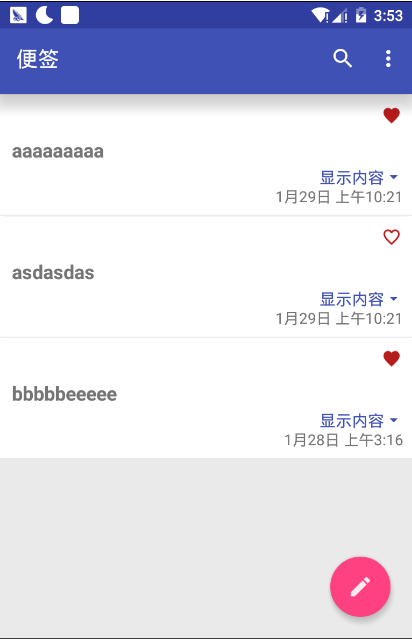 3:53
便签
aaaaaaaaa
显示内容
1月29日 上午10:21
asdasdas
显示内容
1月29日 上午10:21
bbbbbeeeee
显示内容
1月28日 上午3:16